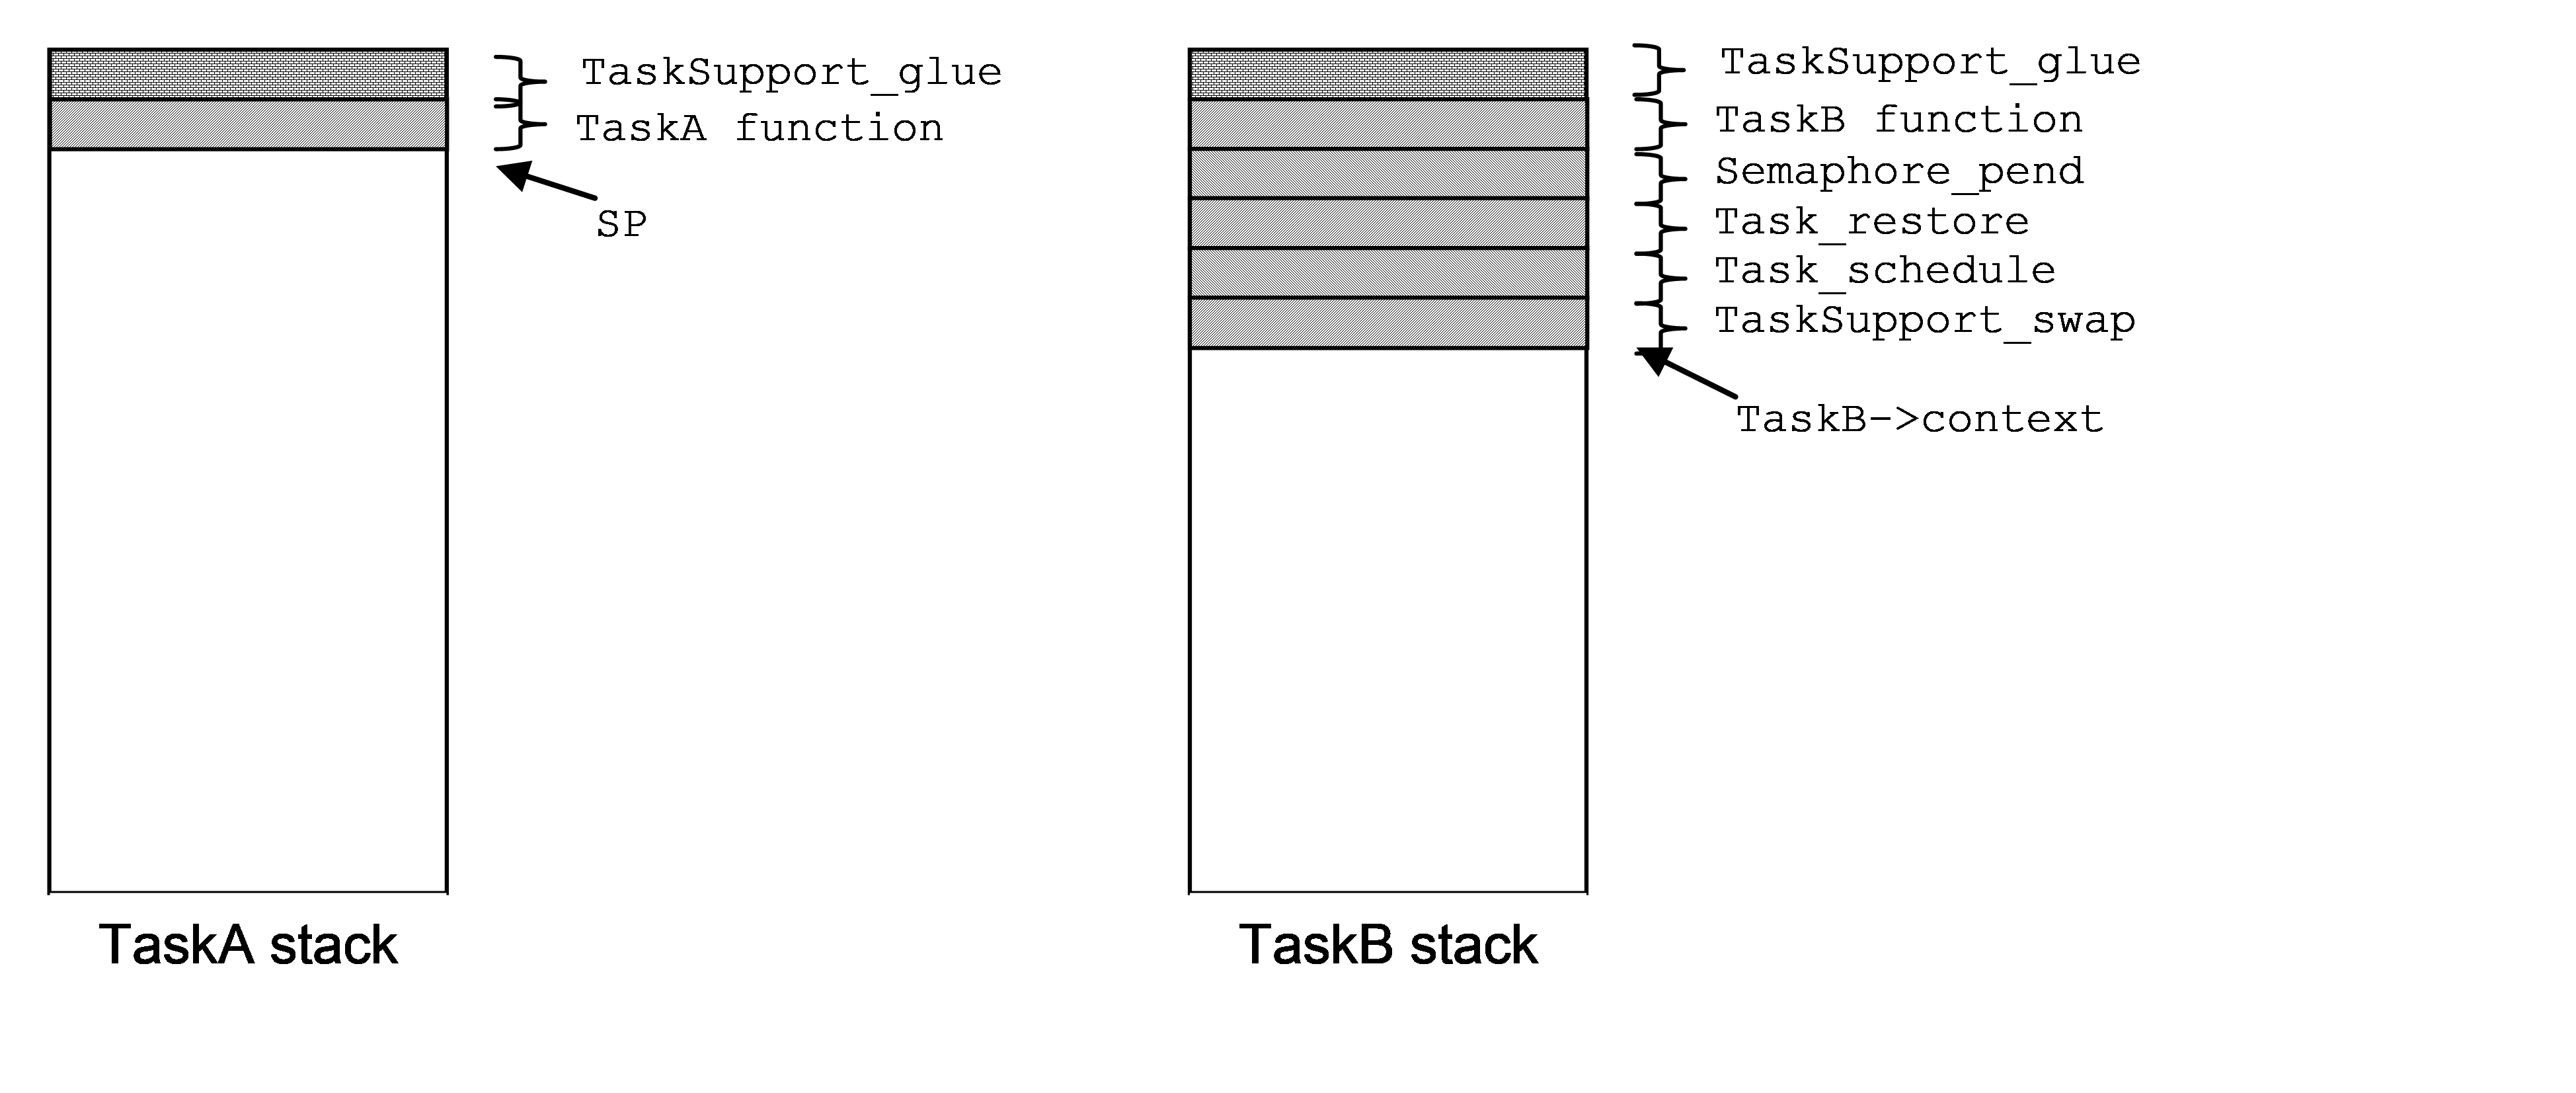 TaskSupport_glue
TaskA function
SP
TaskA stack
TaskSupport_glue
TaskB function
Semaphore_pend
Task_restore
Task_schedule
TaskSupport_swap
TaskB->context
TaskB stack